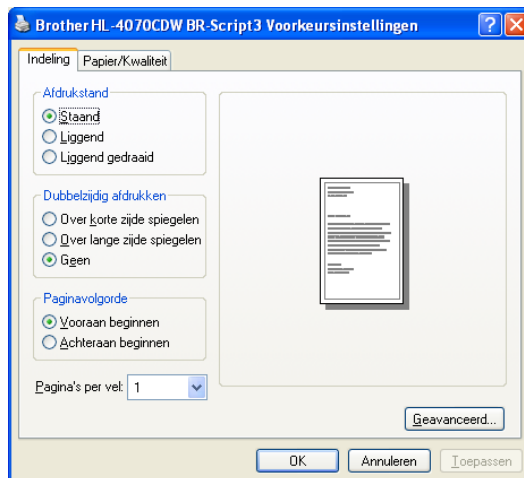 Brother HL-4070CDW BR-Script3 Voorkeursinstellingen
Indeling Papier/Kwaliteit
Afdrukstand
Staand
Liggend
Liggend gedraaid
Dubbelzijdig afdrukken
Over korte zijde spiegelen
Over lange zijde spiegelen
Geen
Paginavolgorde
Vooraan beginnen
Achteraan beginnen
Pagina's per vel: 1
Geavanceerd...
OK Annuleren Toepassen